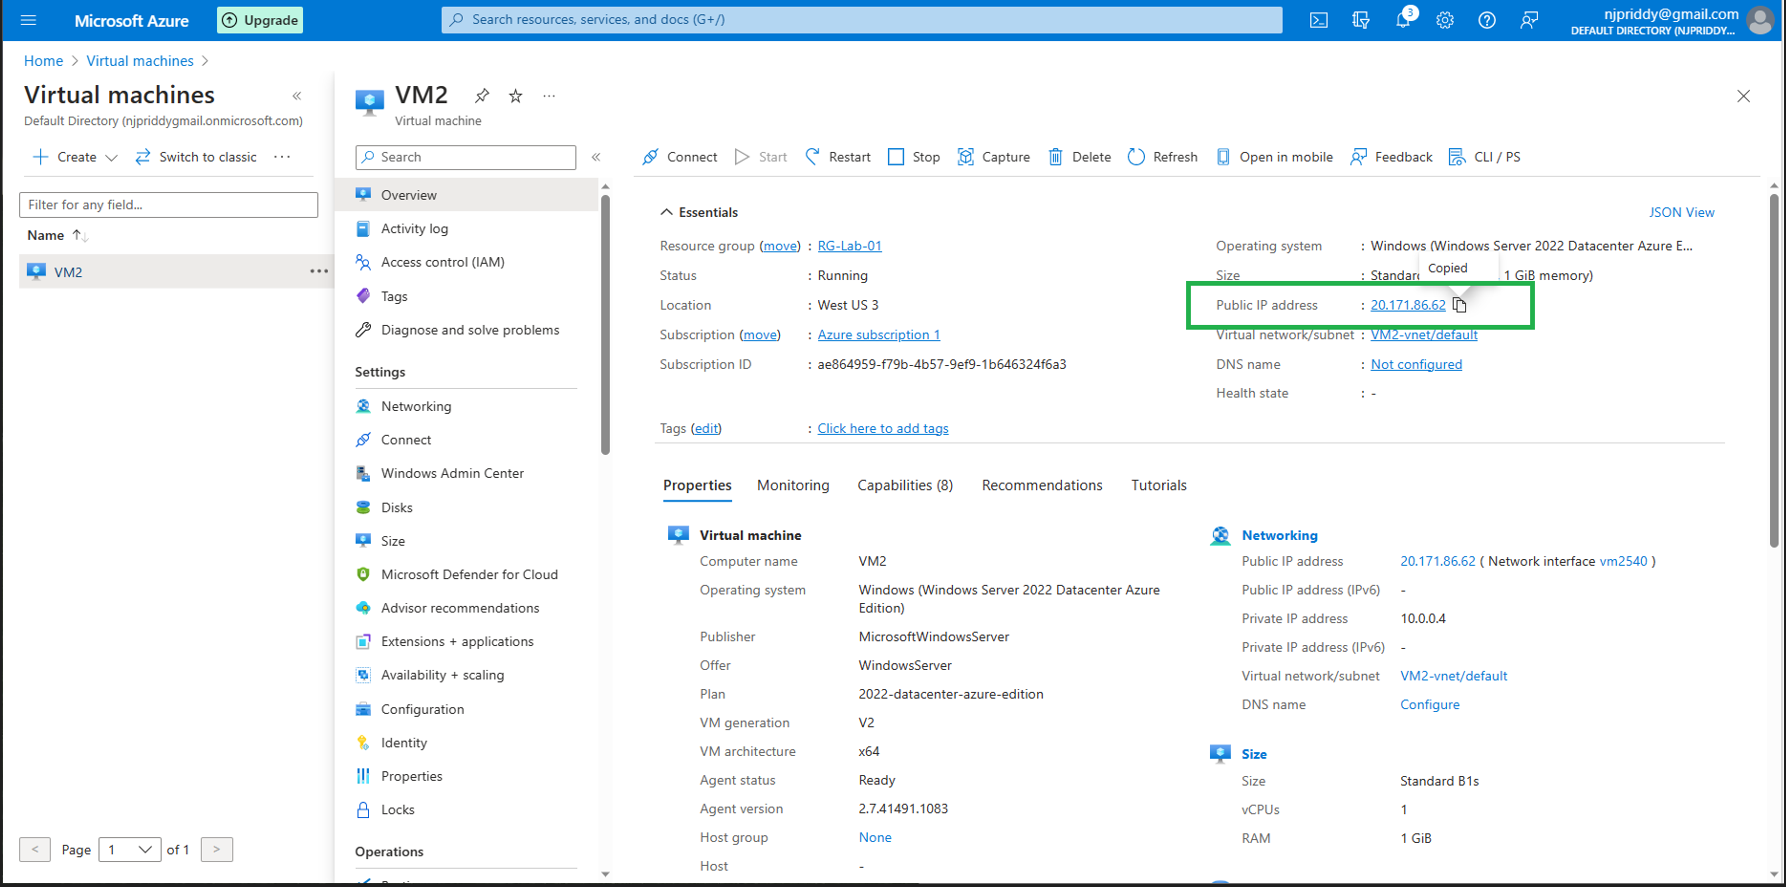 Microsoft Azure
Upgrade
Search resources, services, and docs (G+/)
3
njpriddy@gmail.com
DEFAULT DIRECTORY (NJPRIDDY...
Home > Virtual machines >
Virtual machines
«
Default Directory (njpriddygmail.onmicrosoft.com)
Create
Switch to classic
...
Filter for any field...
Name
VM2
...
< Page 1 of 1 >
VM2
...
Virtual machine
Search
«
Overview
Activity log
Access control (IAM)
Tags
Diagnose and solve problems
Settings
Networking
Connect
Windows Admin Center
Disks
Size
Microsoft Defender for Cloud
Advisor recommendations
Extensions + applications
Availability + scaling
Configuration
Identity
Properties
Locks
Operations
Connect
Start
Restart
Stop
Capture
Delete
Refresh
Open in mobile
Feedback
CLI / PS
Essentials
JSON View
Resource group (move) : RG-Lab-01
Status : Running
Location : West US 3
Subscription (move) : Azure subscription 1
Subscription ID : ae864959-f79b-4b57-9ef9-1b646324f6a3
Tags (edit) : Click here to add tags
Operating system : Windows (Windows Server 2022 Datacenter Azure E...
Copied
Size : Standard 1 GiB memory)
Public IP address : 20.171.86.62
Virtual network/subnet : VM2-vnet/default
DNS name : Not configured
Health state : -
Properties
Monitoring
Capabilities (8)
Recommendations
Tutorials
Virtual machine
Computer name VM2
Operating system Windows (Windows Server 2022 Datacenter Azure
Edition)
Publisher MicrosoftWindowsServer
Offer WindowsServer
Plan 2022-datacenter-azure-edition
VM generation V2
VM architecture x64
Agent status Ready
Agent version 2.7.41491.1083
Host group None
Host -
Networking
Public IP address 20.171.86.62 ( Network interface vm2540 )
Public IP address (IPv6) -
Private IP address 10.0.0.4
Private IP address (IPv6) -
Virtual network/subnet VM2-vnet/default
DNS name Configure
Size
Size Standard B1s
vCPUs 1
RAM 1 GiB